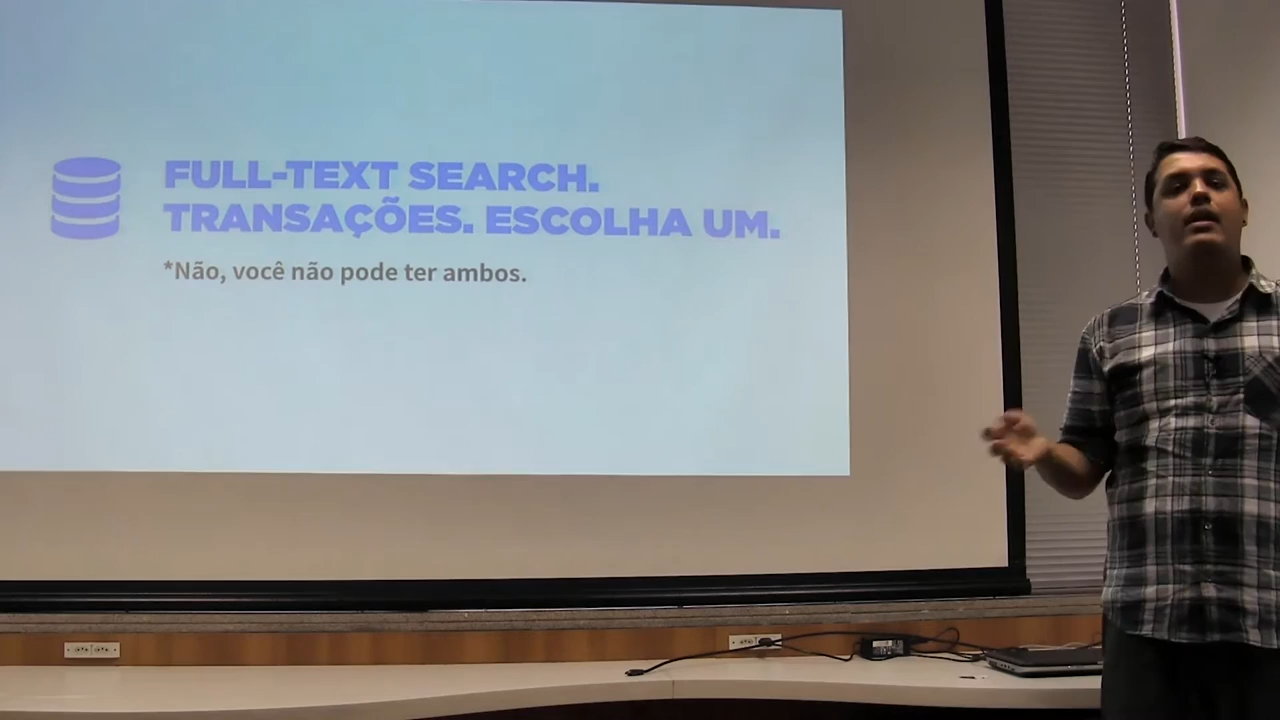 FULL-TEXT SEARCH.
TRANSAÇÕES. ESCOLHA UM.
*Não, você não pode ter ambos.